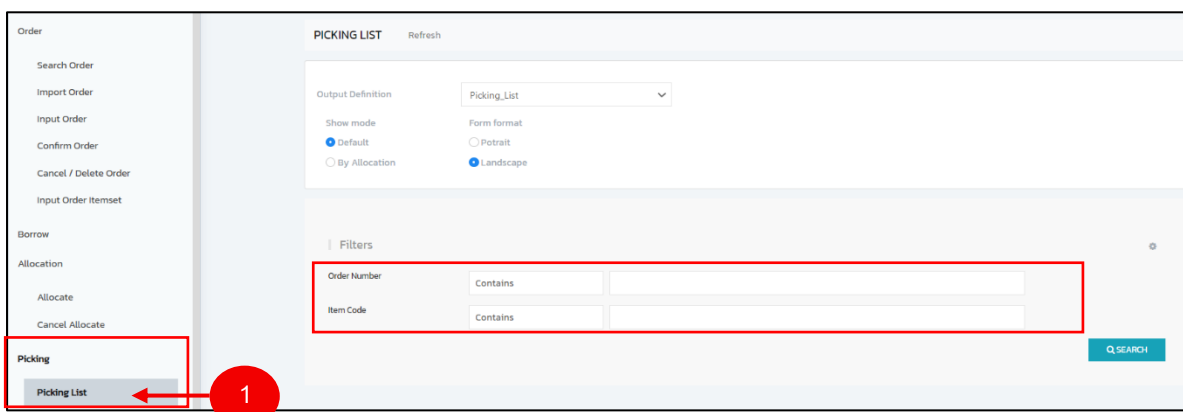 Order
Search Order
Import Order
Input Order
Confirm Order
Cancel / Delete Order
Input Order Itemset
Borrow
Allocation
Allocate
Cancel Allocate
Picking
Picking List
1
PICKING LIST Refresh
Output Definition Picking_List
Show mode Form format
Default Potrait
By Allocation Landscape
Filters
Order Number Contains
Item Code Contains
SEARCH